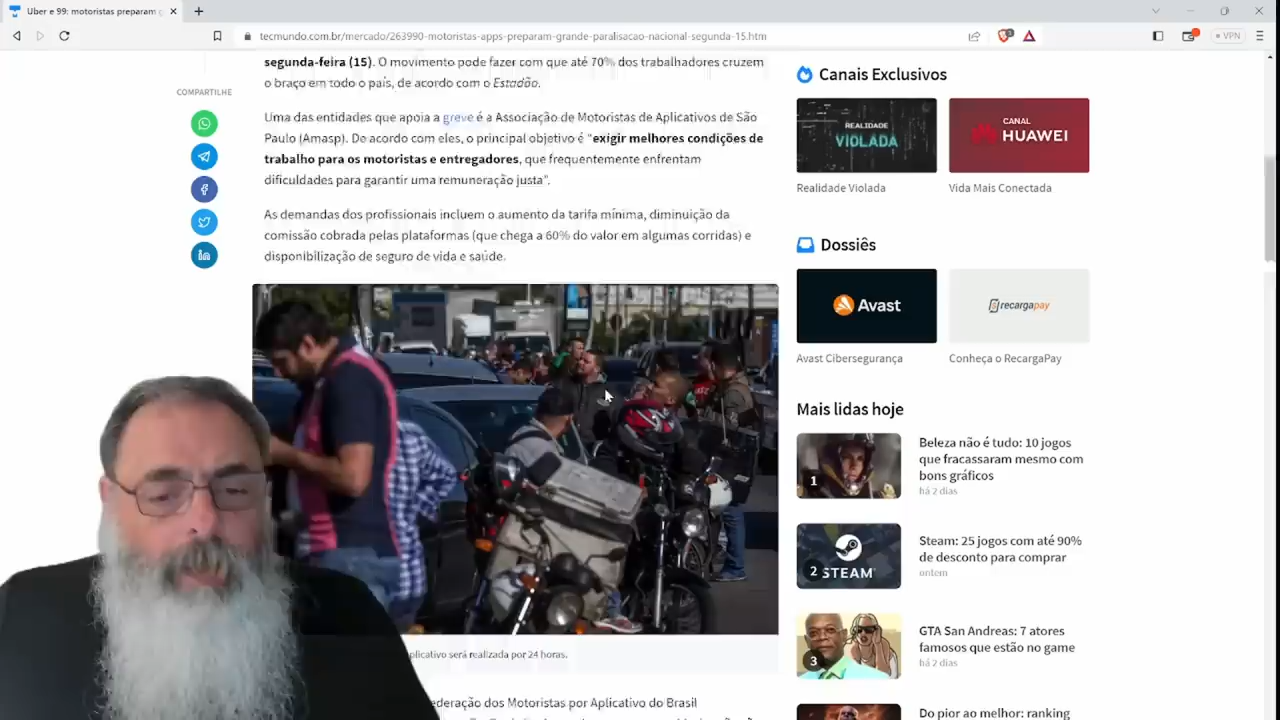 Uber e 99: motoristas preparam g
tecmundo.com.br/mercado/263990-motoristas-apps-preparam-grande-paralisacao-nacional-segunda-15.htm
VPN
COMPARTILHE
segunda-feira (15). O movimento pode fazer com que até 70% dos trabalhadores cruzem
o braço em todo o país, de acordo com o Estadão.
Uma das entidades que apoia a greve é a Associação de Motoristas de Aplicativos de São
Paulo (Amasp). De acordo com eles, o principal objetivo é "exigir melhores condições de
trabalho para os motoristas e entregadores, que frequentemente enfrentam
dificuldades para garantir uma remuneração justa".
As demandas dos profissionais incluem o aumento da tarifa mínima, diminuição da
comissão cobrada pelas plataformas (que chega a 60% do valor em algumas corridas) e
disponibilização de seguro de vida e saúde.
plicativo será realizada por 24 horas.
ederação dos Motoristas por Aplicativo do Brasil
Canais Exclusivos
REALIDADE
VIOLADA
CANAL
HUAWEI
Realidade Violada
Vida Mais Conectada
Dossiês
Avast
recargapay
Avast Cibersegurança
Conheça o RecargaPay
Mais lidas hoje
1
Beleza não é tudo: 10 jogos
que fracassaram mesmo com
bons gráficos
há 2 dias
2
STEAM
Steam: 25 jogos com até 90%
de desconto para comprar
ontem
3
GTA San Andreas: 7 atores
famosos que estão no game
há 2 dias
Do pior ao melhor: ranking